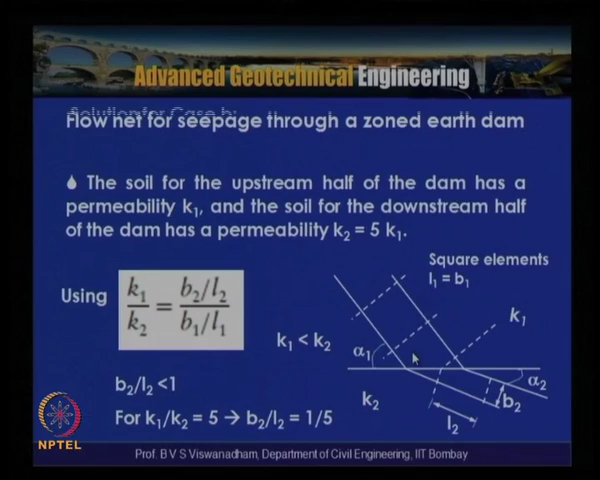 Advanced Geotechnical Engineering
Solution for Case b:
Flow net for seepage through a zoned earth dam
The soil for the upstream half of the dam has a
permeability k₁, and the soil for the downstream half
of the dam has a permeability k₂ = 5 k₁.
Square elements
l₁ = b₁
Using k₁/k₂ = (b₂/l₂)/(b₁/l₁)
k₁
k₁ < k₂
α₁
α₂
b₂/l₂ <1
k₂
b₂
l₂
For k₁/k₂ = 5 → b₂/l₂ = 1/5
NPTEL
Prof. B V S Viswanadham, Department of Civil Engineering, IIT Bombay